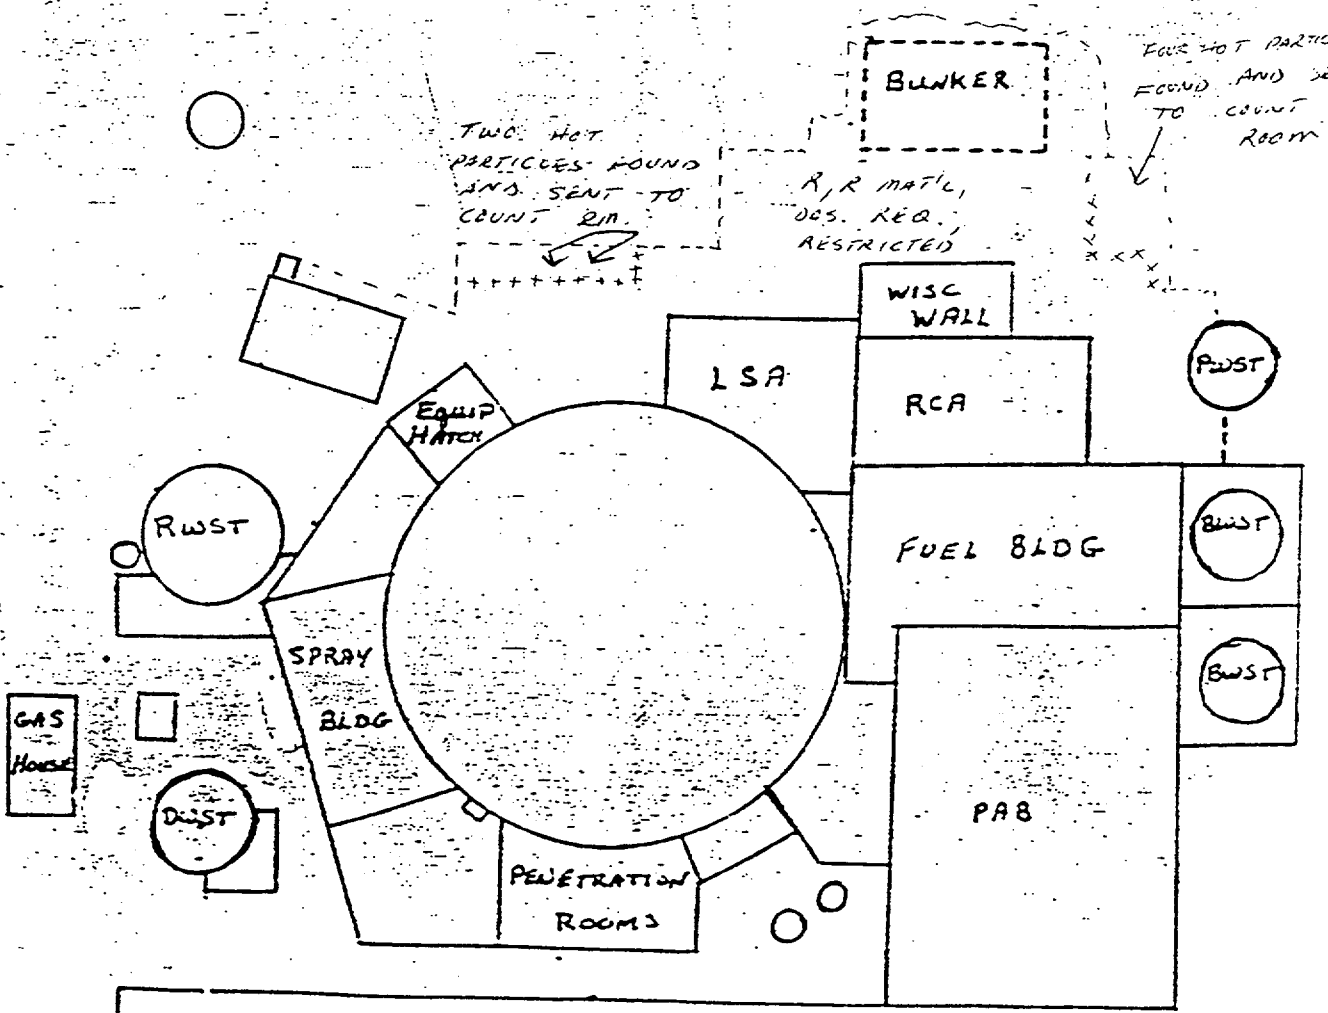 BUNKER
FOUR HOT PARTIC
FOUND AND SE
TO COUNT
ROOM
TWO HOT
PARTICLES FOUND
AND SENT TO
COUNT RM.
R, R MAT'L,
DOS. REQ.,
RESTRICTED
WISC
WALL
LSA
RCA
PWST
EQUIP
HATCH
RWST
FUEL BLDG
BWST
SPRAY
BLDG
BWST
GAS
HOUSE
DWST
PAB
PENETRATION
ROOMS